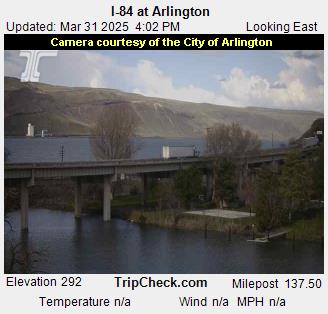 I-84 at Arlington
Updated: Mar 31 2025 4:02 PM Looking East
Camera courtesy of the City of Arlington
Elevation 292 TripCheck.com Milepost 137.50
Temperature n/a Wind n/a MPH n/a